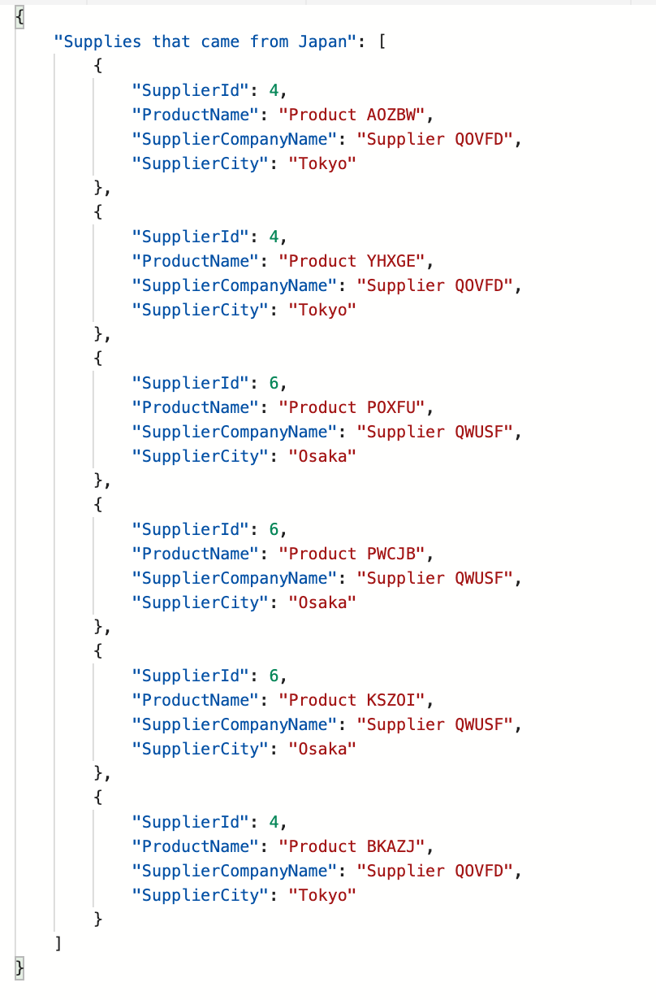 {
    "Supplies that came from Japan": [
        {
            "SupplierId": 4,
            "ProductName": "Product AOZBW",
            "SupplierCompanyName": "Supplier QOVFD",
            "SupplierCity": "Tokyo"
        },
        {
            "SupplierId": 4,
            "ProductName": "Product YHXGE",
            "SupplierCompanyName": "Supplier QOVFD",
            "SupplierCity": "Tokyo"
        },
        {
            "SupplierId": 6,
            "ProductName": "Product POXFU",
            "SupplierCompanyName": "Supplier QWUSF",
            "SupplierCity": "Osaka"
        },
        {
            "SupplierId": 6,
            "ProductName": "Product PWCJB",
            "SupplierCompanyName": "Supplier QWUSF",
            "SupplierCity": "Osaka"
        },
        {
            "SupplierId": 6,
            "ProductName": "Product KSZOI",
            "SupplierCompanyName": "Supplier QWUSF",
            "SupplierCity": "Osaka"
        },
        {
            "SupplierId": 4,
            "ProductName": "Product BKAZJ",
            "SupplierCompanyName": "Supplier QOVFD",
            "SupplierCity": "Tokyo"
        }
    ]
}